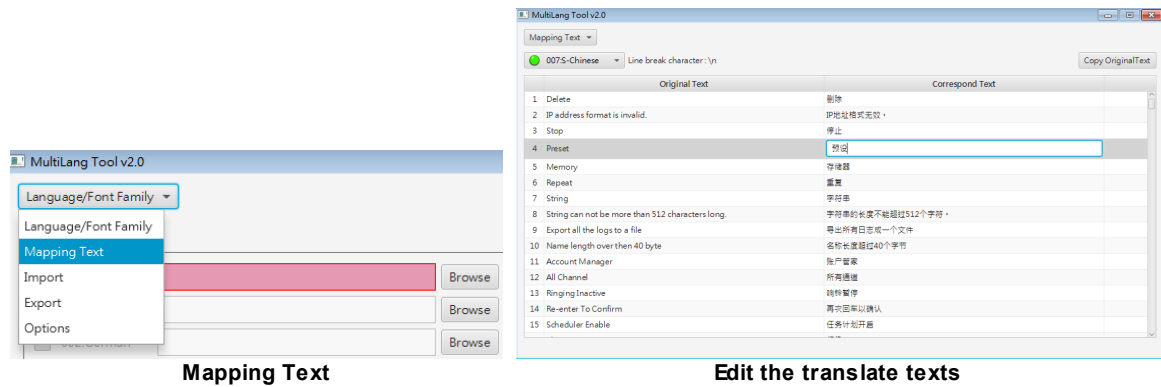 MultiLang Tool v2.0
Language/Font Family
Language/Font Family
Mapping Text
Import
Export
Options
Browse
Browse
002:German
Browse
Mapping Text
MultiLang Tool v2.0
Mapping Text
007:S-Chinese Line break character : \n Copy OriginalText
Original Text Correspond Text
1 Delete 删除
2 IP address format is invalid. IP地址格式无效。
3 Stop 停止
4 Preset 预设
5 Memory 存储器
6 Repeat 重复
7 String 字符串
8 String can not be more than 512 characters long. 字符串的长度不能超过512个字符。
9 Export all the logs to a file 导出所有日志成一个文件
10 Name length over then 40 byte 名称长度超过40个字节
11 Account Manager 账户管家
12 All Channel 所有通道
13 Ringing Inactive 响铃暂停
14 Re-enter To Confirm 再次回车以确认
15 Scheduler Enable 任务计划开启
Edit the translate texts